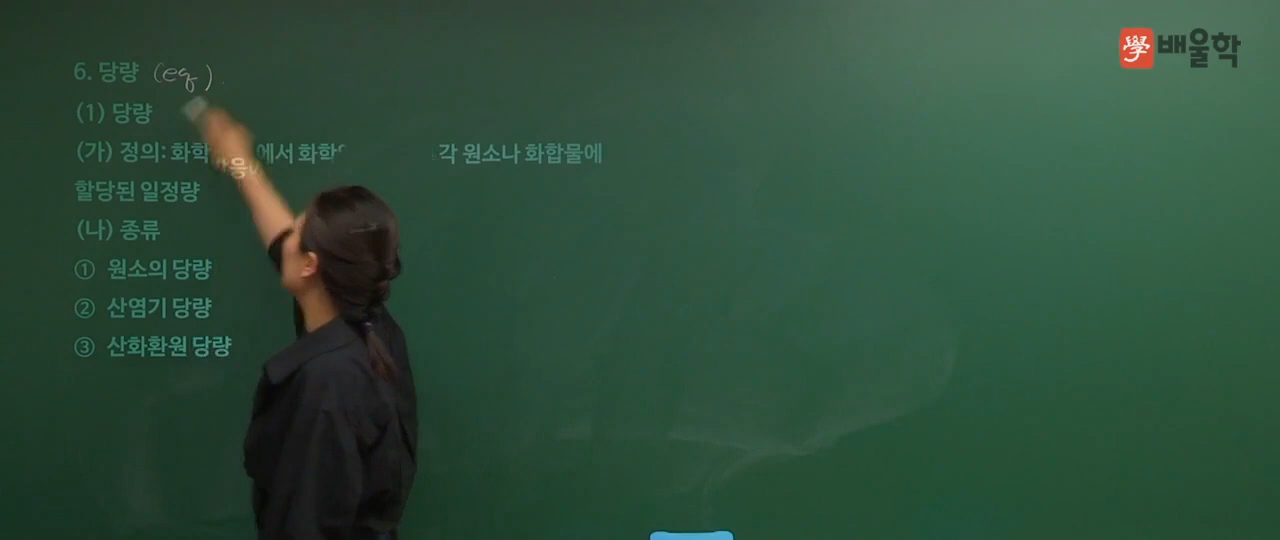 學 배울학
6. 당량 (eq)
(1) 당량
(가) 정의: 화학 에서 각 원소나 화합물에
할당된 일정량
(나) 종류
① 원소의 당량
② 산염기 당량
③ 산화환원 당량